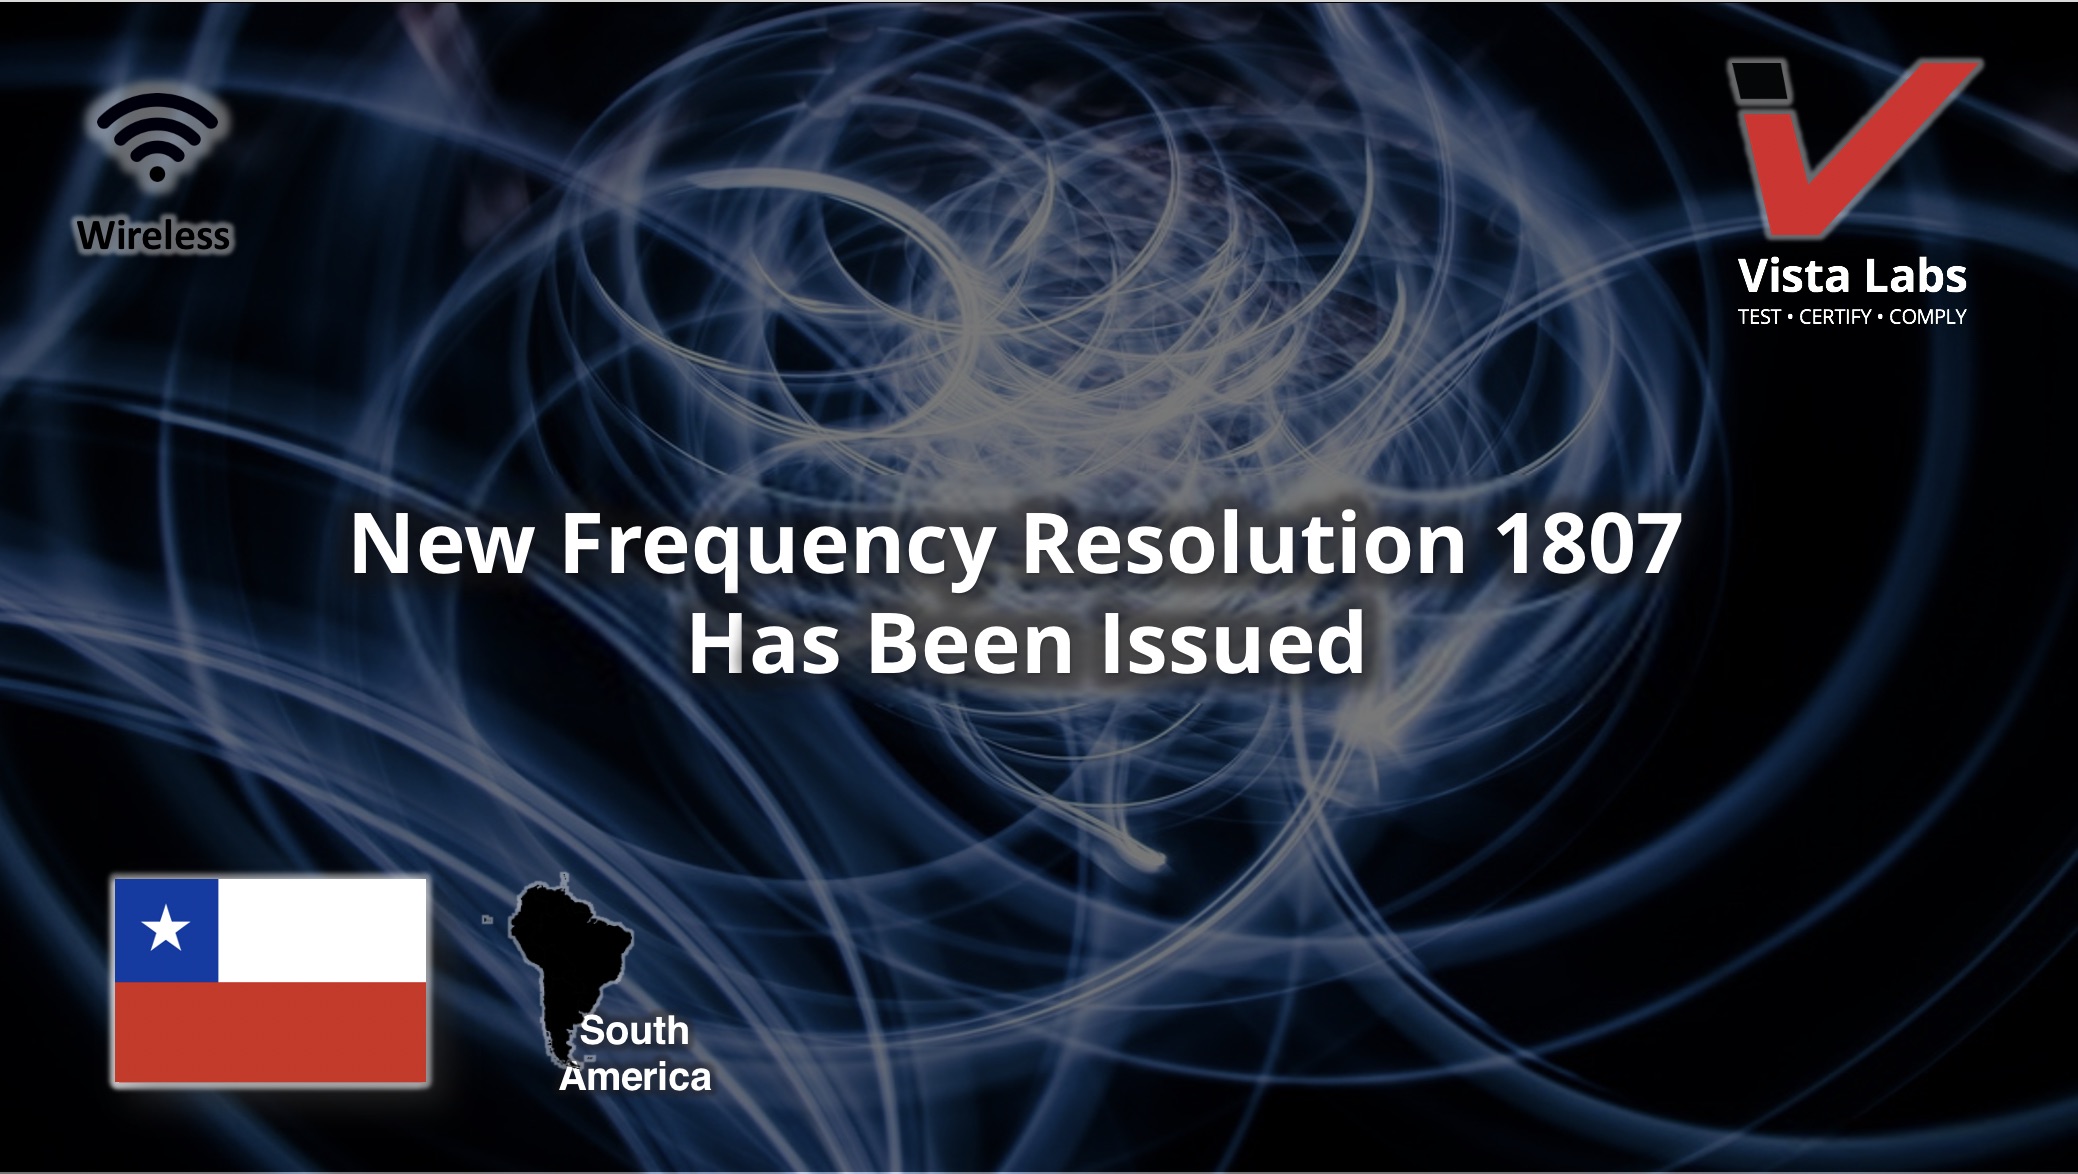 Wireless
Vista Labs
TEST • CERTIFY • COMPLY
New Frequency Resolution 1807
Has Been Issued
South
America